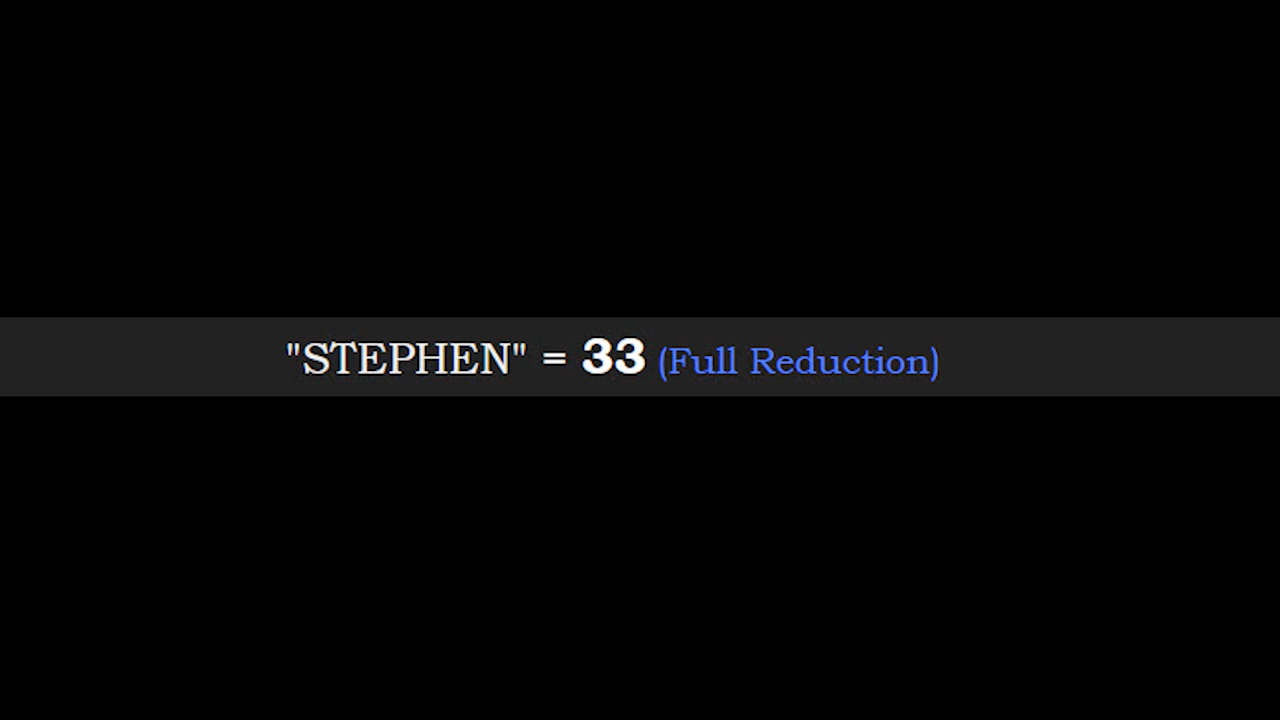 "STEPHEN" = 33 (Full Reduction)